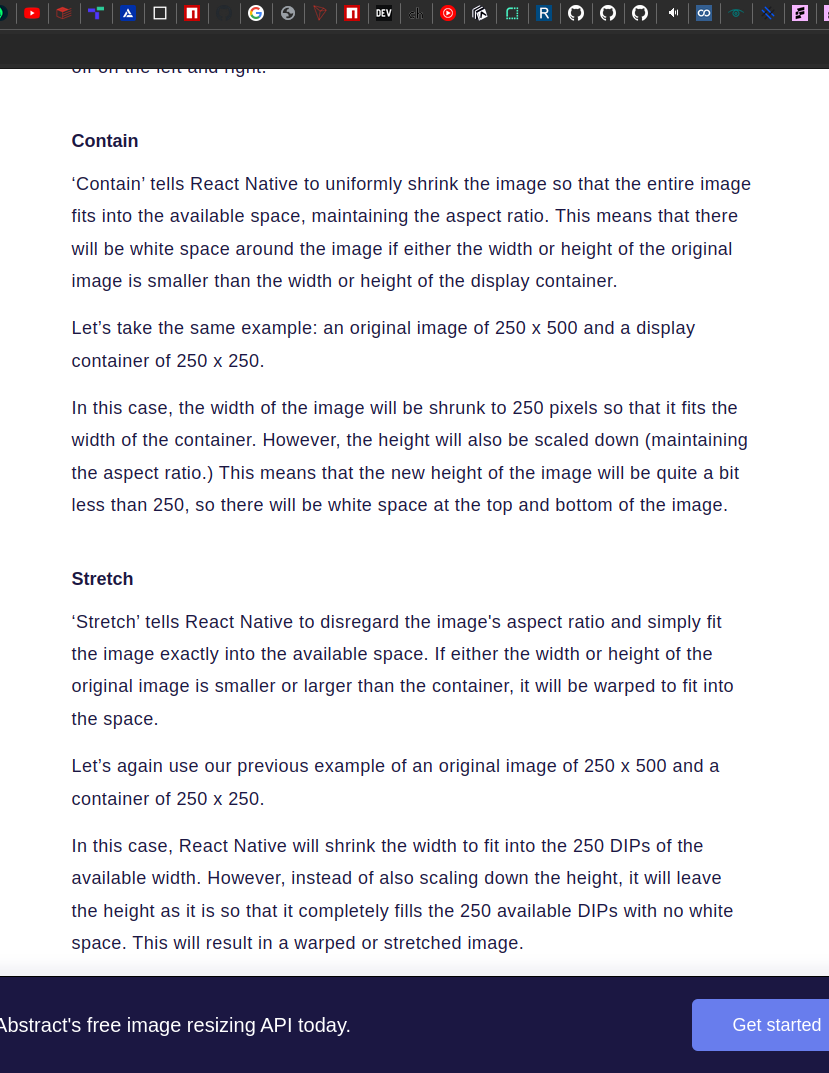 DEV
R
off on the left and right.
Contain
‘Contain’ tells React Native to uniformly shrink the image so that the entire image
fits into the available space, maintaining the aspect ratio. This means that there
will be white space around the image if either the width or height of the original
image is smaller than the width or height of the display container.
Let’s take the same example: an original image of 250 x 500 and a display
container of 250 x 250.
In this case, the width of the image will be shrunk to 250 pixels so that it fits the
width of the container. However, the height will also be scaled down (maintaining
the aspect ratio.) This means that the new height of the image will be quite a bit
less than 250, so there will be white space at the top and bottom of the image.
Stretch
‘Stretch’ tells React Native to disregard the image's aspect ratio and simply fit
the image exactly into the available space. If either the width or height of the
original image is smaller or larger than the container, it will be warped to fit into
the space.
Let’s again use our previous example of an original image of 250 x 500 and a
container of 250 x 250.
In this case, React Native will shrink the width to fit into the 250 DIPs of the
available width. However, instead of also scaling down the height, it will leave
the height as it is so that it completely fills the 250 available DIPs with no white
space. This will result in a warped or stretched image.
Abstract's free image resizing API today.
Get started